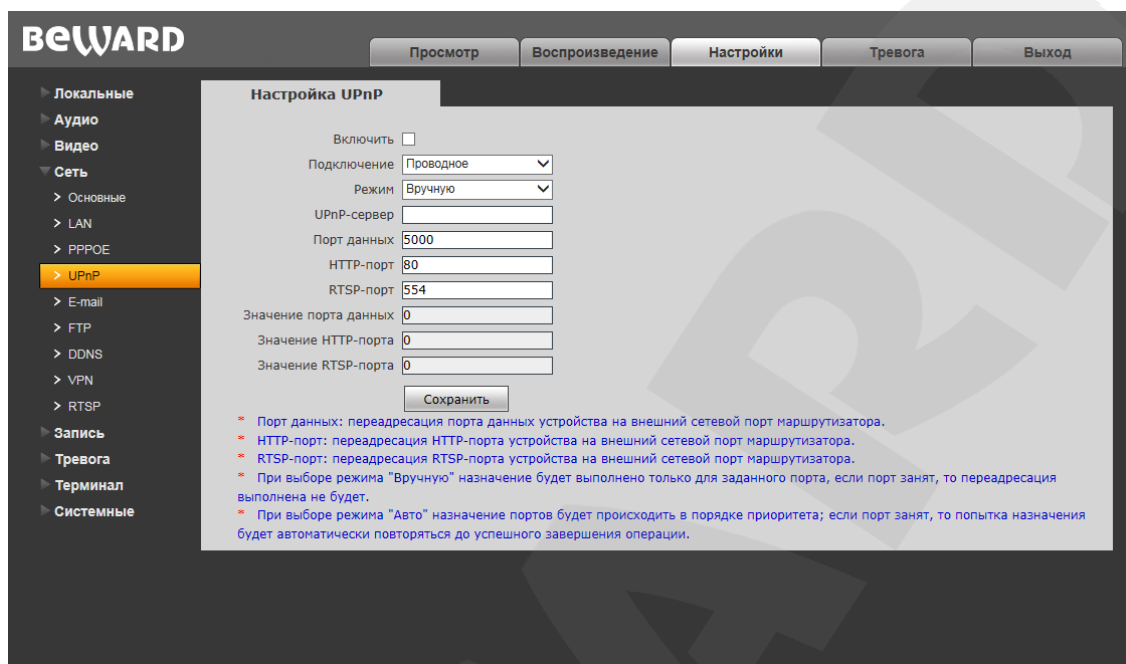 BEWARD
Просмотр Воспроизведение Настройки Тревога Выход
Локальные
Аудио
Видео
Сеть
> Основные
> LAN
> PPPOE
> UPnP
> E-mail
> FTP
> DDNS
> VPN
> RTSP
Запись
Тревога
Терминал
Системные
Настройка UPnP
Включить
Подключение Проводное
Режим Вручную
UPnP-сервер
Порт данных 5000
HTTP-порт 80
RTSP-порт 554
Значение порта данных 0
Значение HTTP-порта 0
Значение RTSP-порта 0
Сохранить
* Порт данных: переадресация порта данных устройства на внешний сетевой порт маршрутизатора.
* HTTP-порт: переадресация HTTP-порта устройства на внешний сетевой порт маршрутизатора.
* RTSP-порт: переадресация RTSP-порта устройства на внешний сетевой порт маршрутизатора.
* При выборе режима "Вручную" назначение будет выполнено только для заданного порта, если порт занят, то переадресация
выполнена не будет.
* При выборе режима "Авто" назначение портов будет происходить в порядке приоритета; если порт занят, то попытка назначения
будет автоматически повторяться до успешного завершения операции.